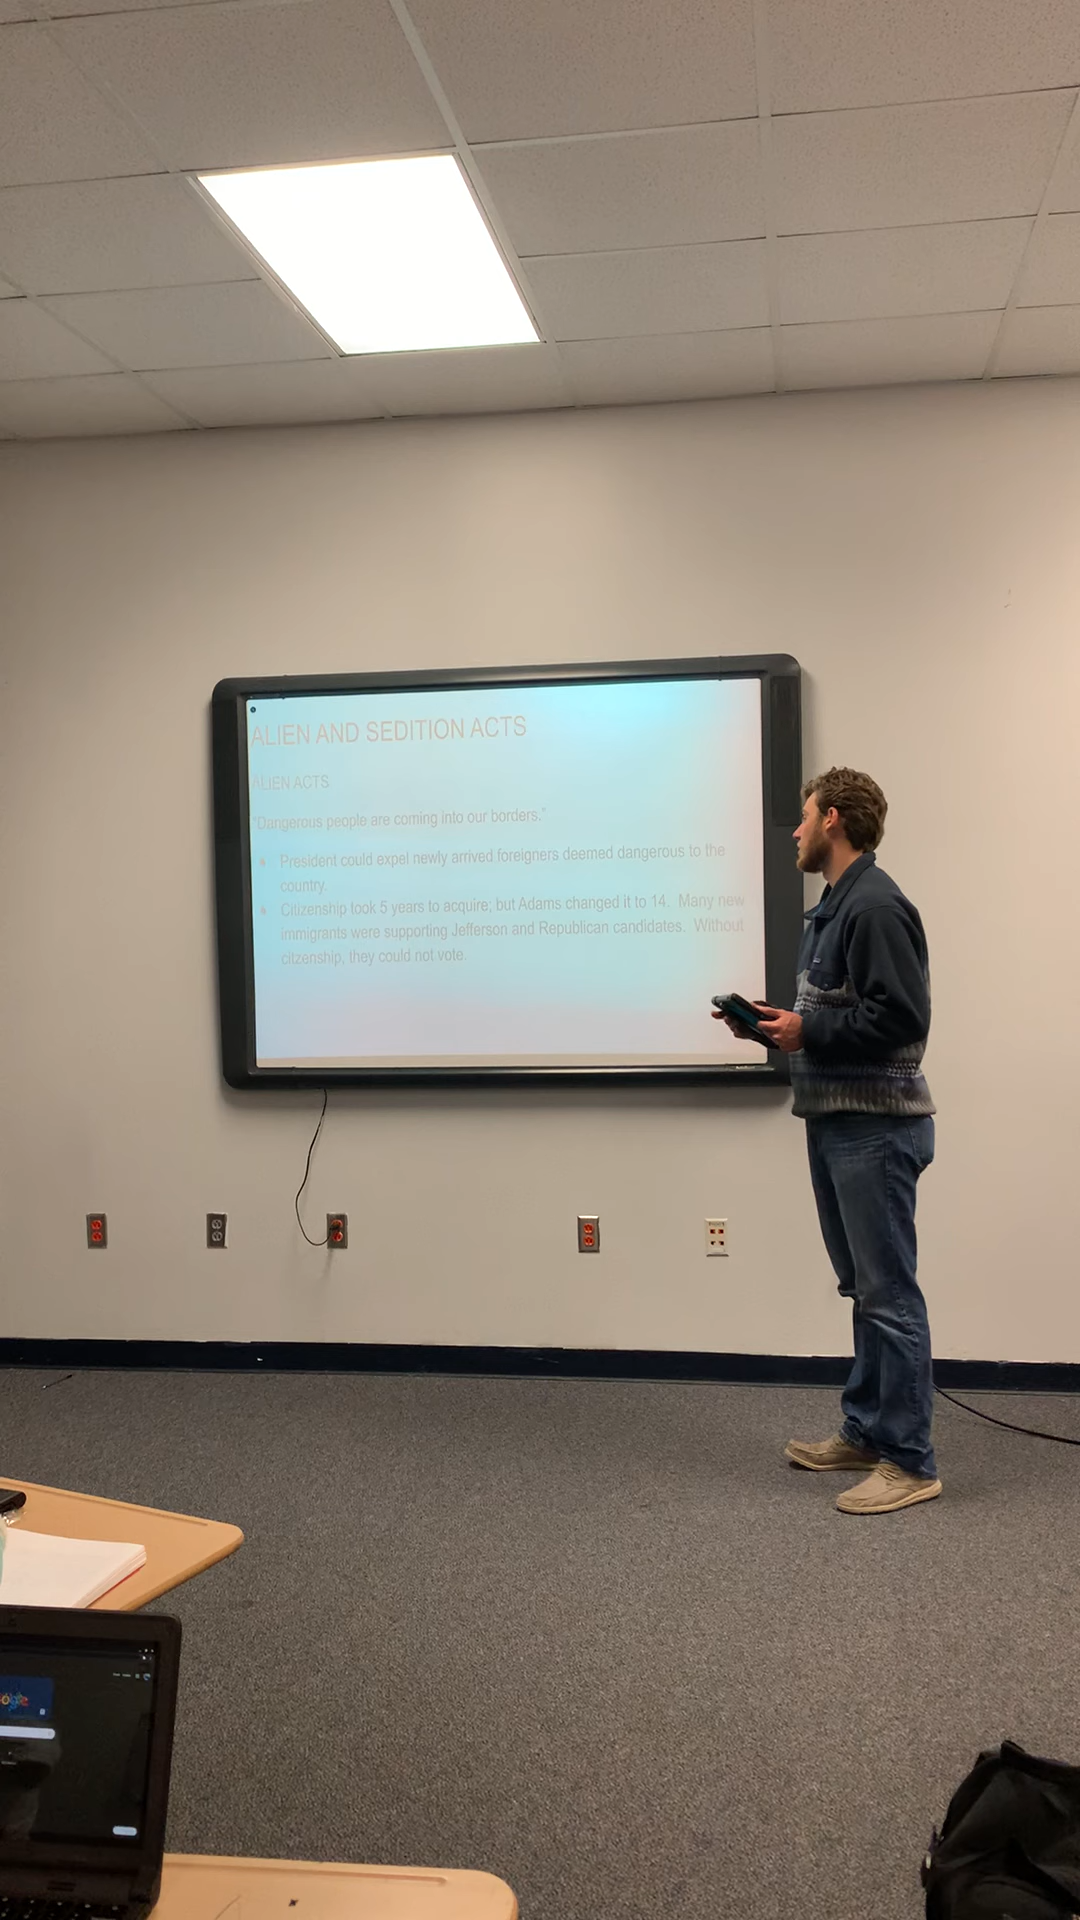 ALIEN AND SEDITION ACTS
ALIEN ACTS
"Dangerous people are coming into our borders."
President could expel newly arrived foreigners deemed dangerous to the
country.
Citizenship took 5 years to acquire; but Adams changed it to 14. Many new
immigrants were supporting Jefferson and Republican candidates. Without
citzenship, they could not vote.